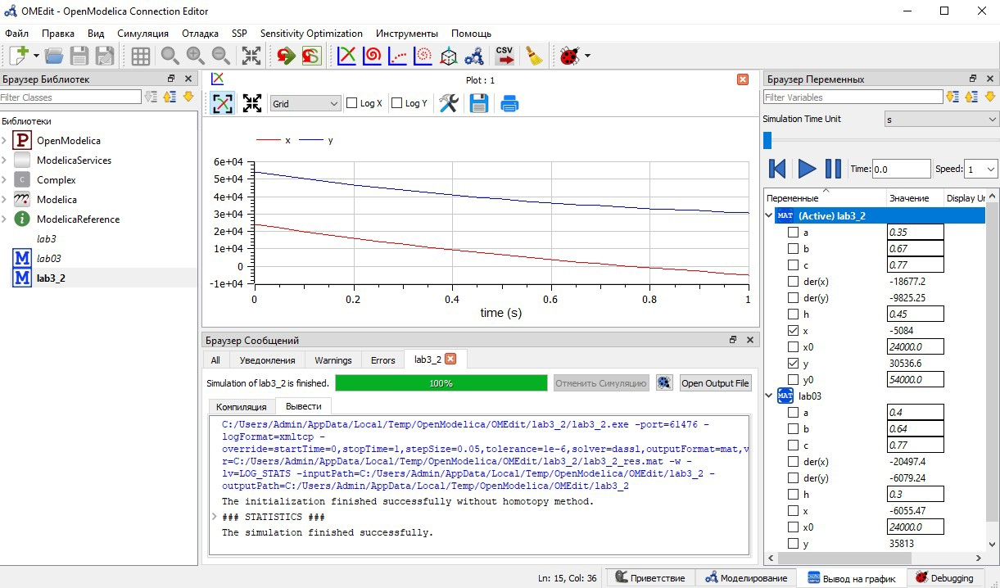 OMEdit - OpenModelica Connection Editor
Файл Правка Вид Симуляция Отладка SSP Sensitivity Optimization Инструменты Помощь
CSV
Браузер Библиотек
Filter Classes
Библиотеки
P OpenModelica
ModelicaServices
C Complex
Modelica
i ModelicaReference
lab3
M lab03
M lab3_2
Plot : 1
Grid Log X Log Y
x y
6e+04
5e+04
4e+04
3e+04
2e+04
1e+04
0
-1e+04
0 0.2 0.4 0.6 0.8 1
time (s)
Браузер Сообщений
All Уведомления Warnings Errors lab3_2
Simulation of lab3_2 is finished. 100% Отменить Симуляцию Open Output File
Компиляция Вывести
C:/Users/Admin/AppData/Local/Temp/OpenModelica/OMEdit/lab3_2/lab3_2.exe -port=61476 -
logFormat=xmltcp -
override=startTime=0,stopTime=1,stepSize=0.05,tolerance=1e-6,solver=dassl,outputFormat=mat,v
r=C:/Users/Admin/AppData/Local/Temp/OpenModelica/OMEdit/lab3_2/lab3_2_res.mat -w -
lv=LOG_STATS -inputPath=C:/Users/Admin/AppData/Local/Temp/OpenModelica/OMEdit/lab3_2 -
outputPath=C:/Users/Admin/AppData/Local/Temp/OpenModelica/OMEdit/lab3_2
The initialization finished successfully without homotopy method.
### STATISTICS ###
The simulation finished successfully.
Браузер Переменных
Filter Variables
Simulation Time Unit s
Time: 0.0 Speed: 1
Переменные Значение Display Ur
MAT (Active) lab3_2
a 0.35
b 0.67
c 0.77
der(x) -18677.2
der(y) -9825.25
h 0.45
x -5084
x0 24000.0
y 30536.6
y0 54000.0
MAT lab03
a 0.4
b 0.64
c 0.77
der(x) -20497.4
der(y) -6079.24
h 0.3
x -6055.47
x0 24000.0
y 35813
Ln: 15, Col: 36 Приветствие Моделирование Вывод на график Debugging